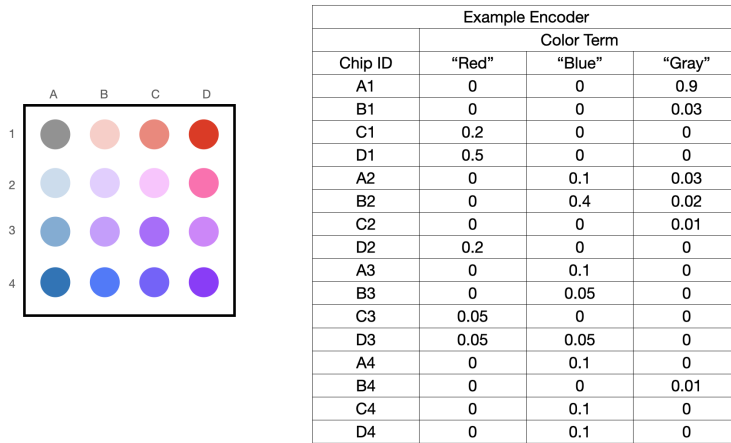 A B C D
1
2
3
4
Example Encoder
Color Term
Chip ID “Red” “Blue” “Gray”
A1 0 0 0.9
B1 0 0 0.03
C1 0.2 0 0
D1 0.5 0 0
A2 0 0.1 0.03
B2 0 0.4 0.02
C2 0 0 0.01
D2 0.2 0 0
A3 0 0.1 0
B3 0 0.05 0
C3 0.05 0 0
D3 0.05 0.05 0
A4 0 0.1 0
B4 0 0 0.01
C4 0 0.1 0
D4 0 0.1 0